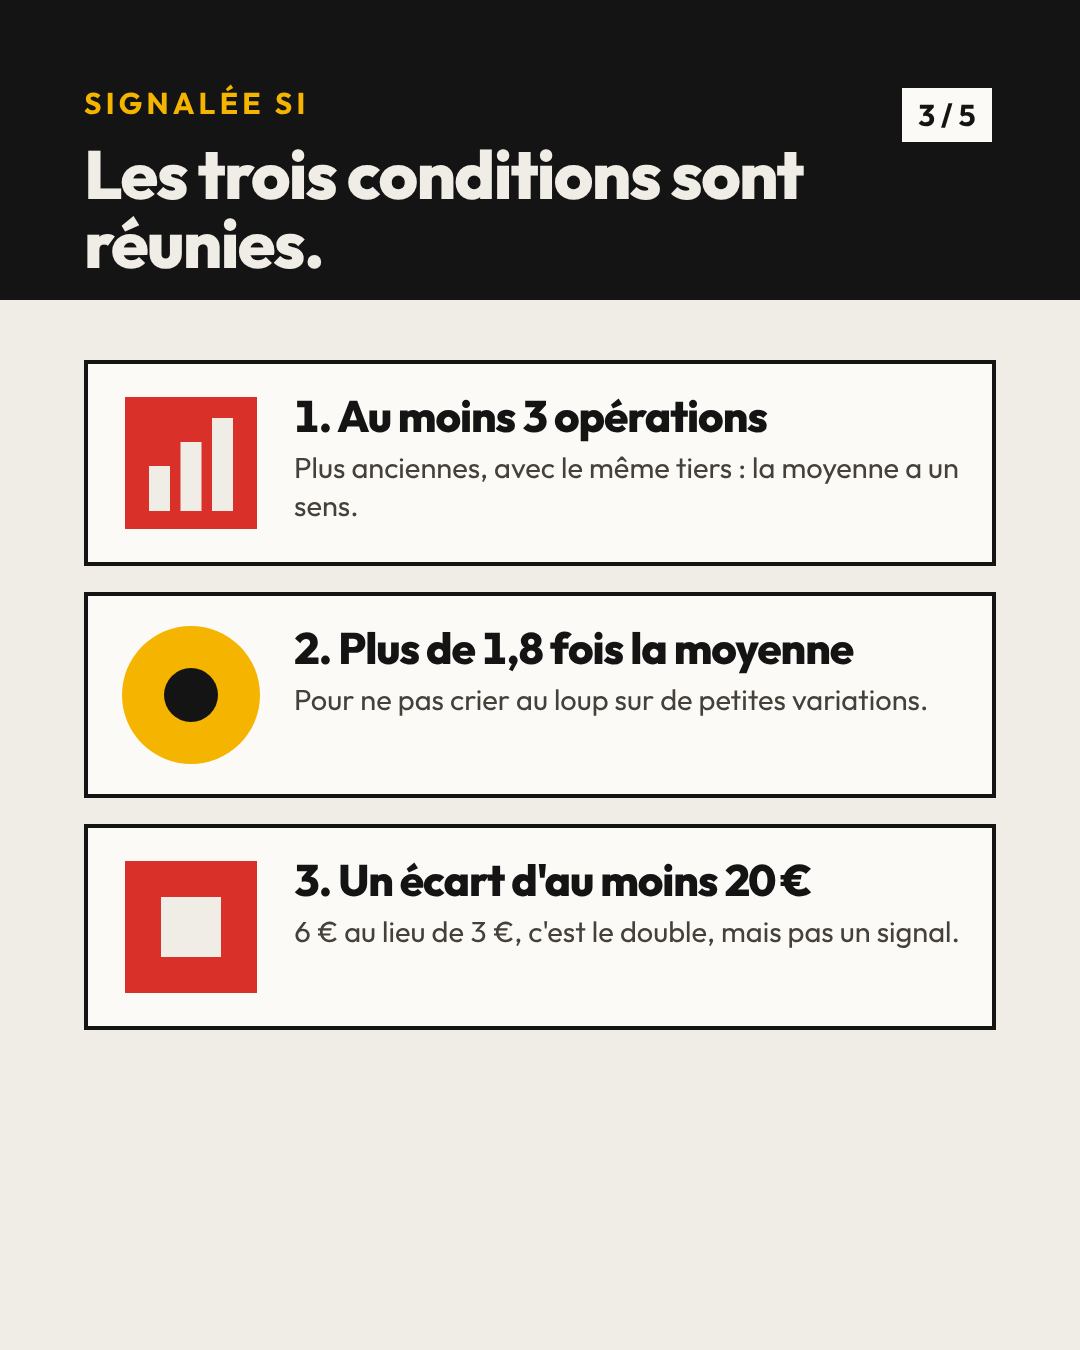 SIGNALÉE SI
3 / 5
Les trois conditions sont
réunies.
1. Au moins 3 opérations
Plus anciennes, avec le même tiers : la moyenne a un
sens.
2. Plus de 1,8 fois la moyenne
Pour ne pas crier au loup sur de petites variations.
3. Un écart d'au moins 20 €
6 € au lieu de 3 €, c'est le double, mais pas un signal.